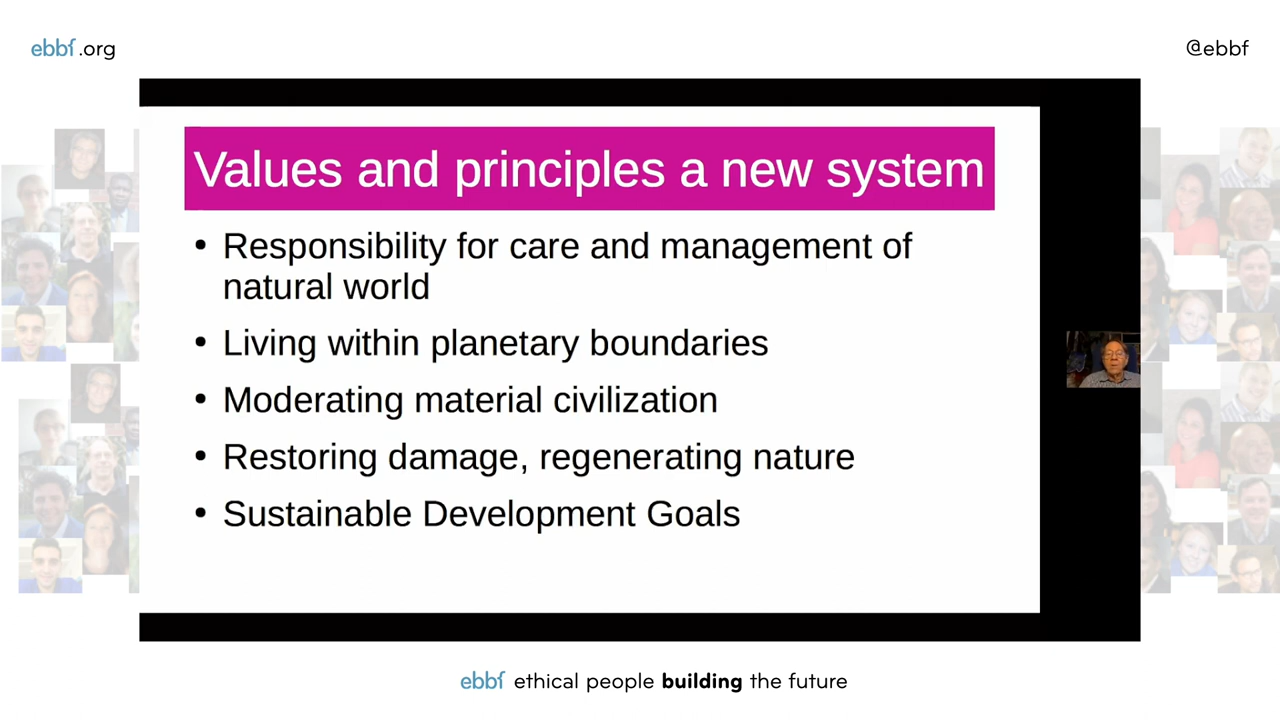 ebbf.org
@ebbf
Values and principles a new system
• Responsibility for care and management of
natural world
• Living within planetary boundaries
• Moderating material civilization
• Restoring damage, regenerating nature
• Sustainable Development Goals
ebbf ethical people building the future